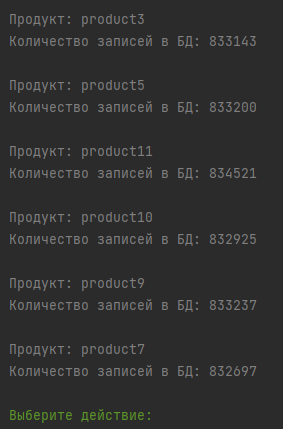 Продукт: product3
Количество записей в БД: 833143
Продукт: product5
Количество записей в БД: 833200
Продукт: product11
Количество записей в БД: 834521
Продукт: product10
Количество записей в БД: 832925
Продукт: product9
Количество записей в БД: 833237
Продукт: product7
Количество записей в БД: 832697
Выберите действие: